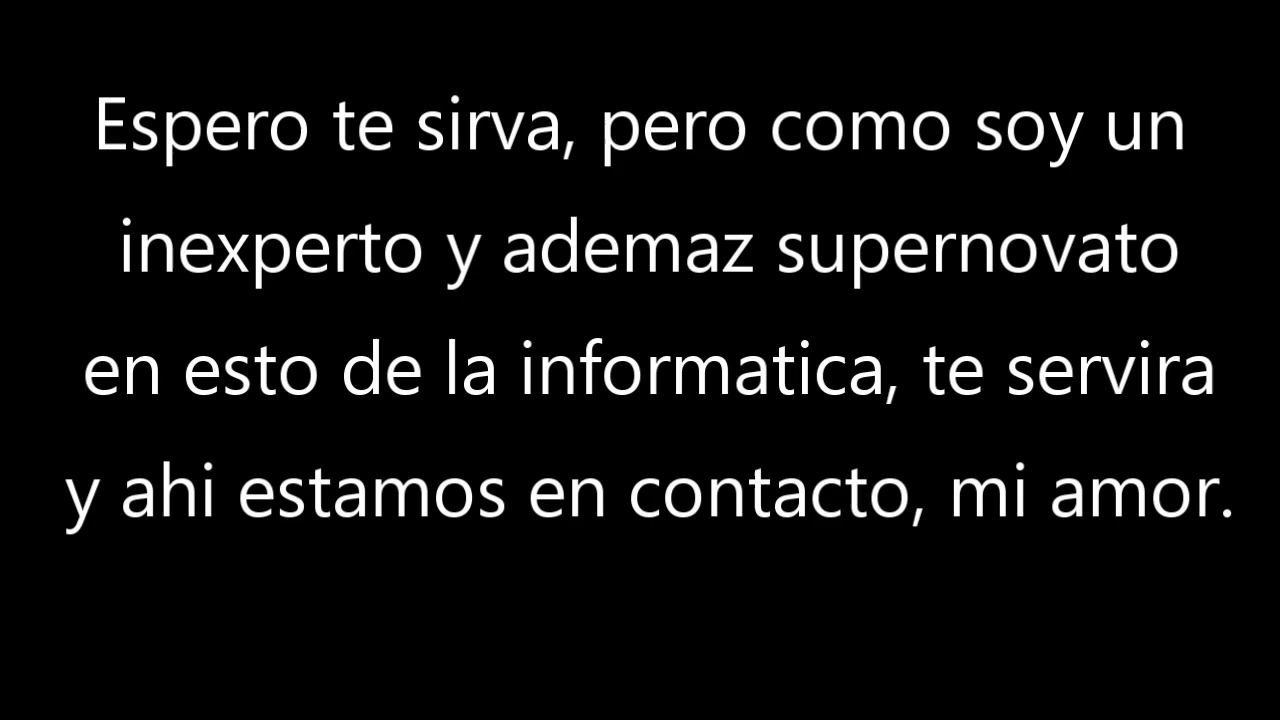 Espero te sirva, pero como soy un
inexperto y ademaz supernovato
en esto de la informatica, te servira
y ahi estamos en contacto, mi amor.